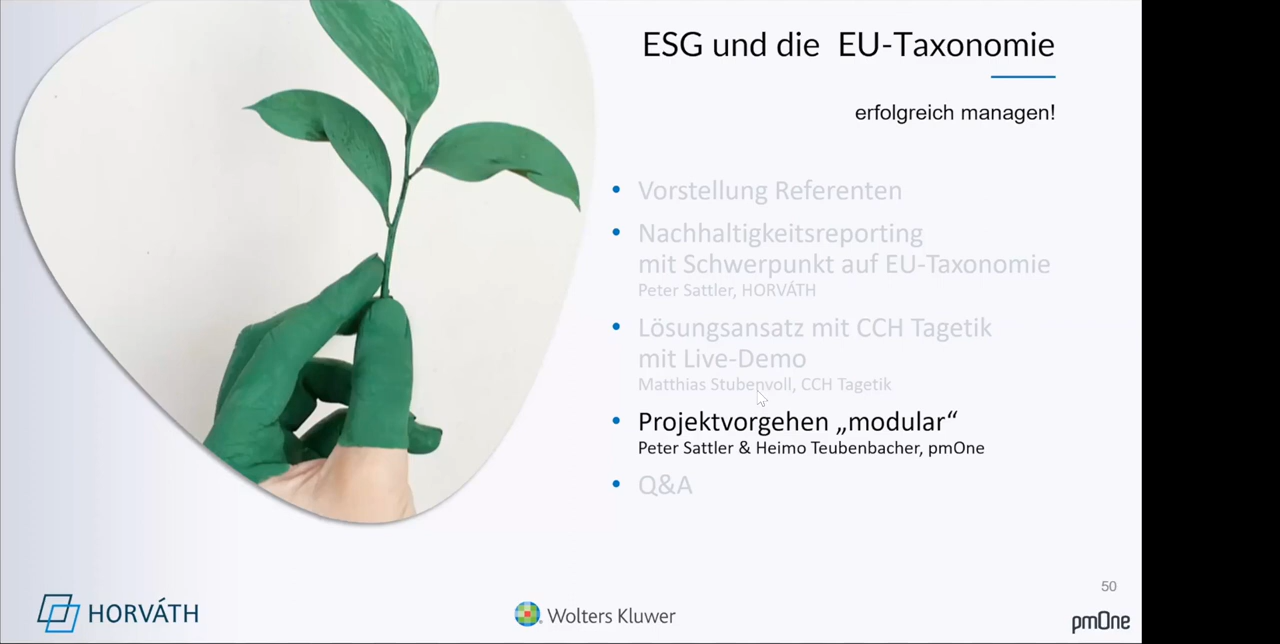 ESG und die EU-Taxonomie
erfolgreich managen!
• Vorstellung Referenten
• Nachhaltigkeitsreporting
mit Schwerpunkt auf EU-Taxonomie
Peter Sattler, HORVÁTH
• Lösungsansatz mit CCH Tagetik
mit Live-Demo
Matthias Stubenvoll, CCH Tagetik
• Projektvorgehen „modular“
Peter Sattler & Heimo Teubenbacher, pmOne
• Q&A
50
HORVÁTH
Wolters Kluwer
pmOne